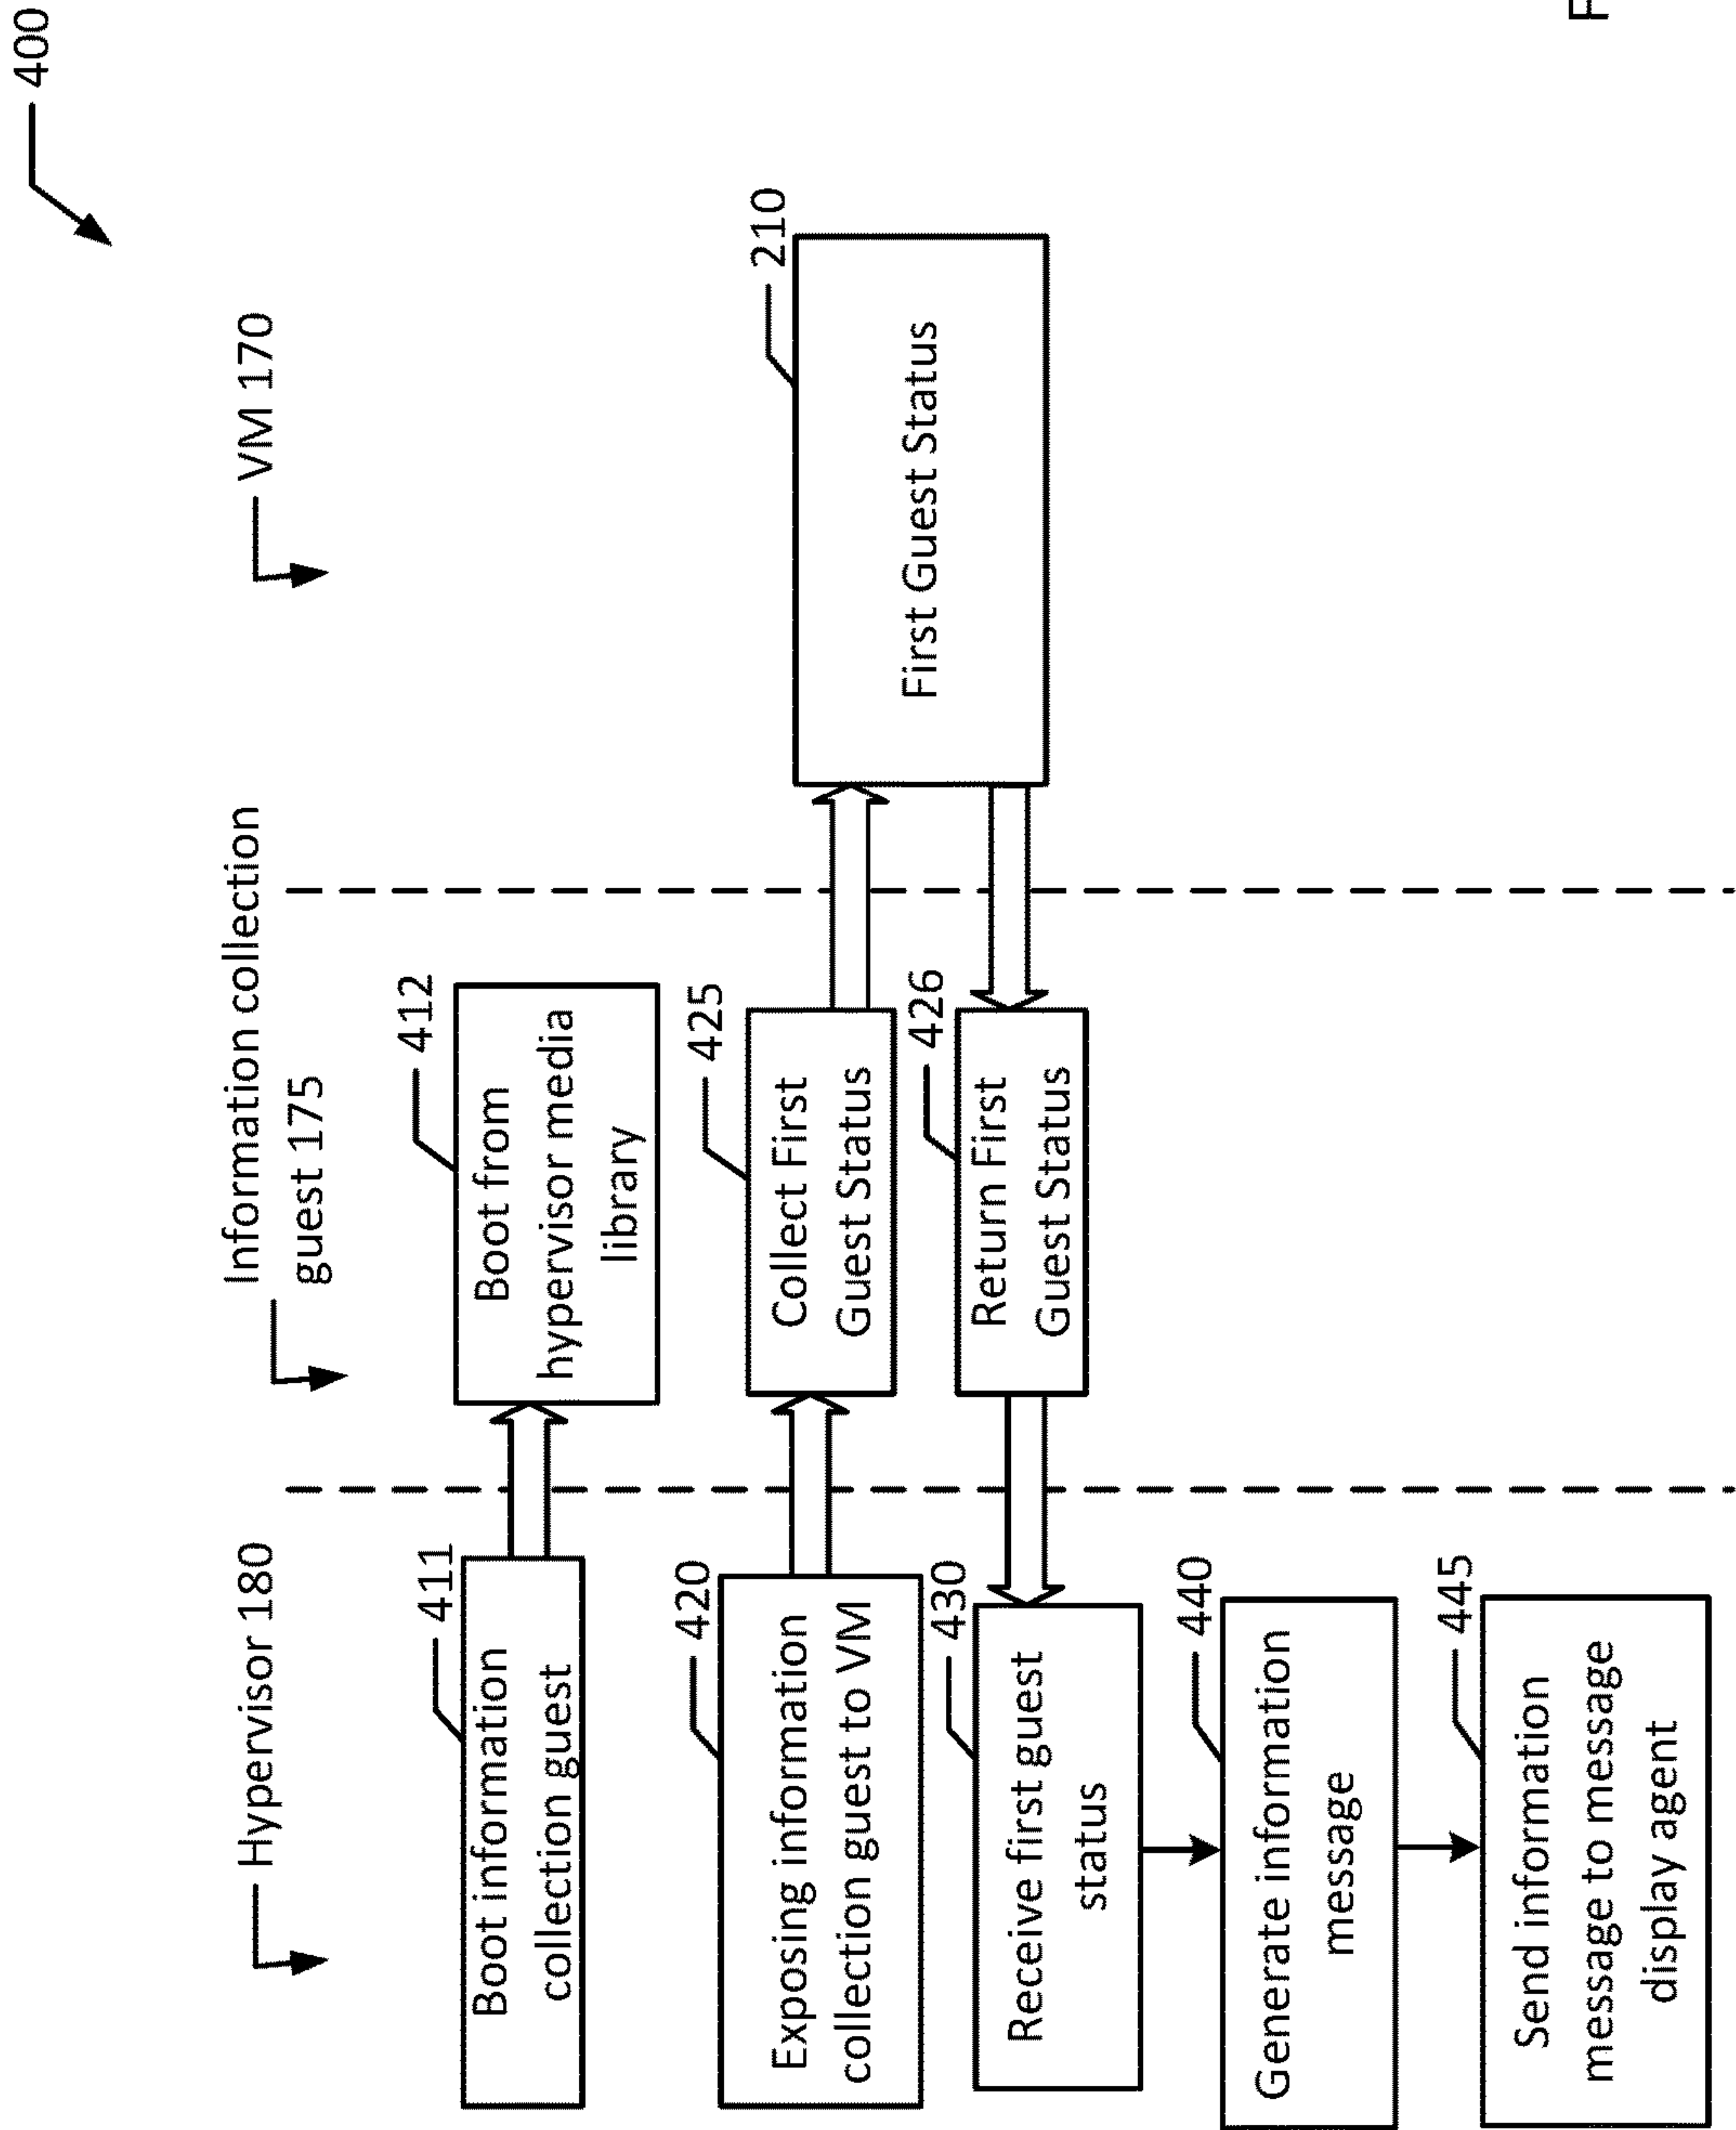 400
Hypervisor 180
Information collection
guest 175
VM 170
411
Boot information
collection guest
412
Boot from
hypervisor media
library
420
Exposing information
collection guest to VM
425
Collect First
Guest Status
210
First Guest Status
430
Receive first guest
status
426
Return First
Guest Status
440
Generate information
message
445
Send information
message to message
display agent